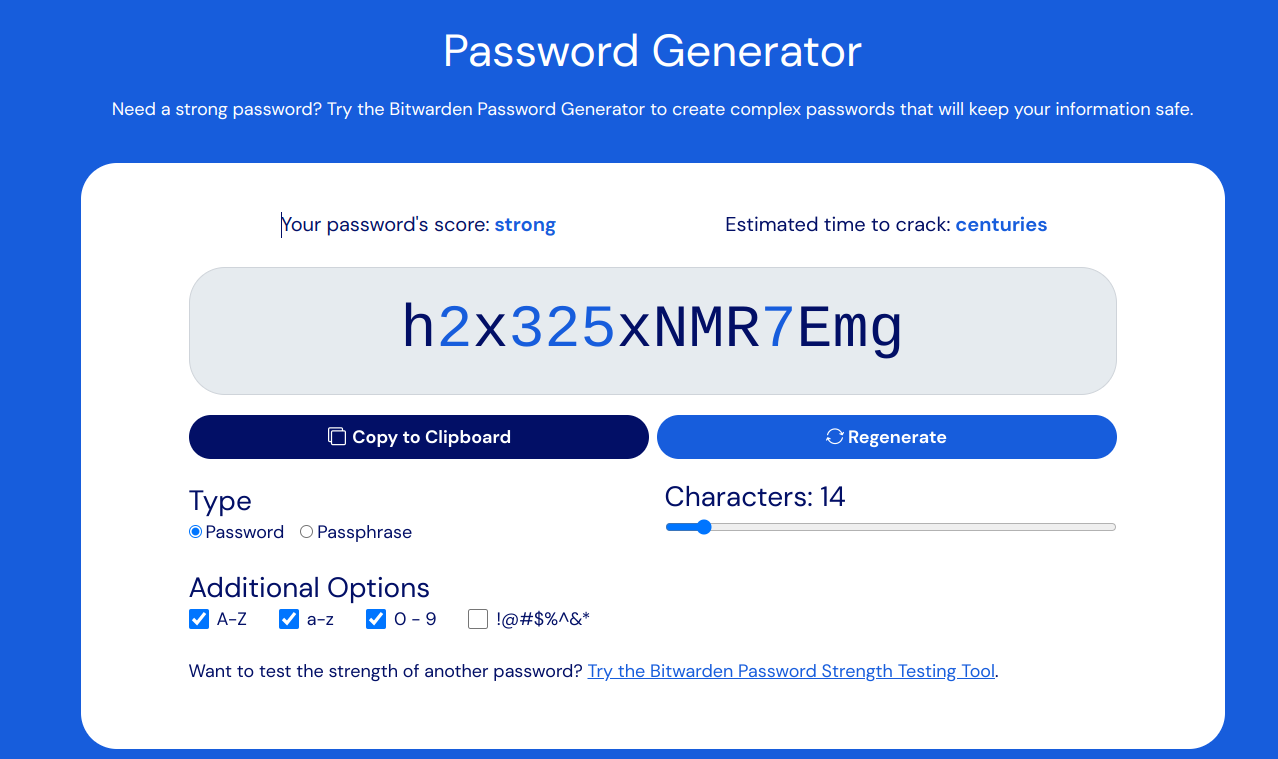 Password Generator
Need a strong password? Try the Bitwarden Password Generator to create complex passwords that will keep your information safe.
Your password's score: strong
Estimated time to crack: centuries
h2x325xNMR7Emg
Copy to Clipboard
Regenerate
Type
Characters: 14
Password
Passphrase
Additional Options
A-Z
a-z
0 - 9
!@#$%^&*
Want to test the strength of another password? Try the Bitwarden Password Strength Testing Tool.